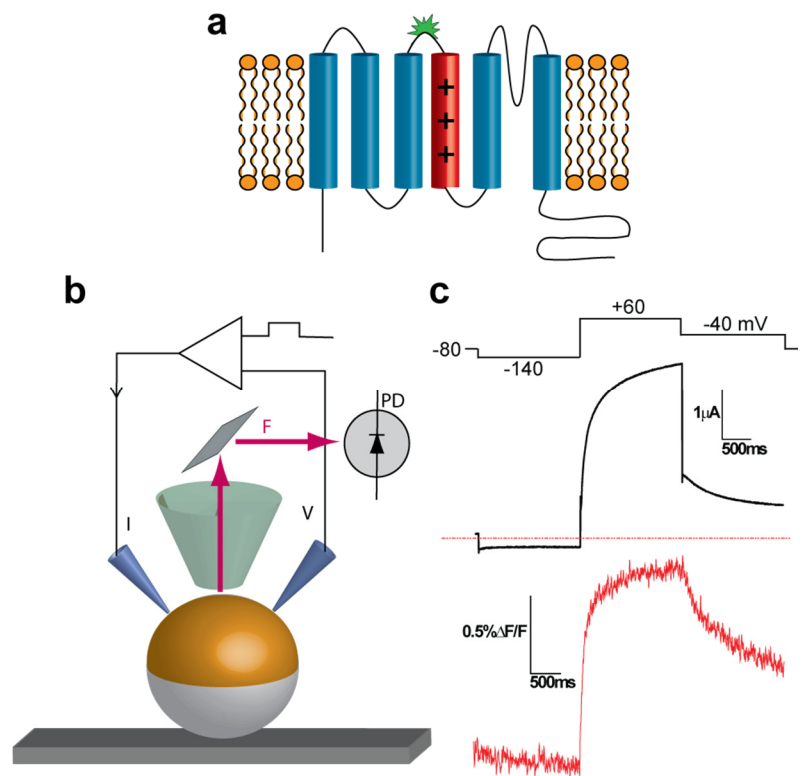 a
+
+
+
b
PD
F
I
V
c
+60
-40 mV
-80
-140
1µA
500ms
0.5%ΔF/F
500ms